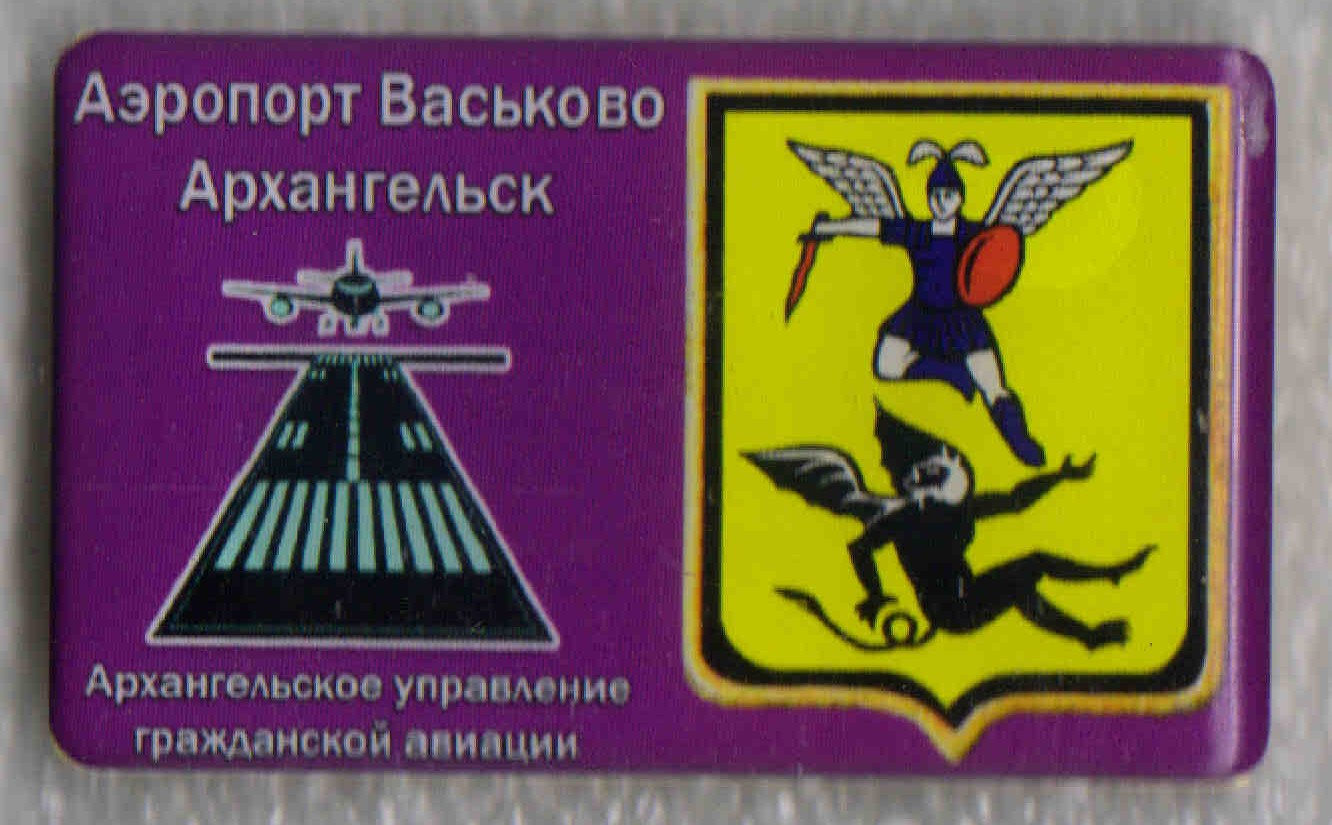 Аэропорт Васьково
Архангельск
Архангельское управление
гражданской авиации